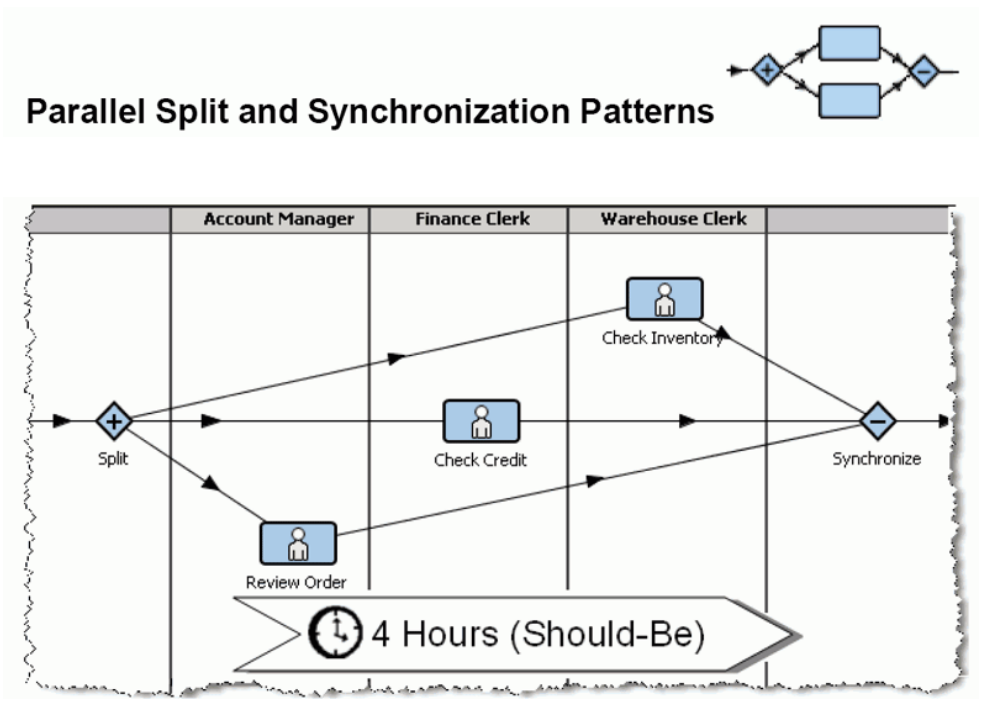 Parallel Split and Synchronization Patterns
Account Manager
Finance Clerk
Warehouse Clerk
Check Inventory
Split
Check Credit
Synchronize
Review Order
4 Hours (Should-Be)